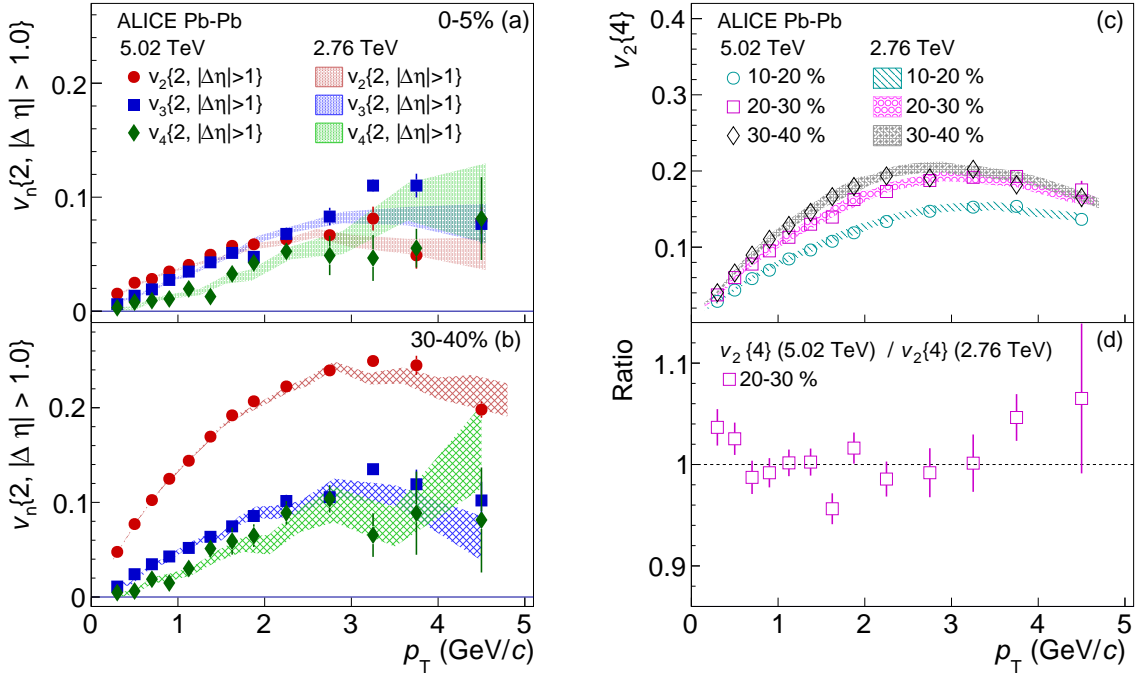 ALICE Pb-Pb 0-5% (a)
5.02 TeV 2.76 TeV
v2{2, |Δη|>1} v2{2, |Δη|>1}
v3{2, |Δη|>1} v3{2, |Δη|>1}
v4{2, |Δη|>1} v4{2, |Δη|>1}
vn{2, |Δ η| > 1.0}
0.2
0.1
0
30-40% (b)
vn{2, |Δ η| > 1.0}
0.2
0.1
0
0 1 2 3 4 5
pT (GeV/c)
ALICE Pb-Pb (c)
5.02 TeV 2.76 TeV
10-20 % 10-20 %
20-30 % 20-30 %
30-40 % 30-40 %
v2{4}
0.4
0.3
0.2
0.1
v2{4} (5.02 TeV) / v2{4} (2.76 TeV) (d)
20-30 %
Ratio
1.1
1
0.9
0 1 2 3 4 5
pT (GeV/c)